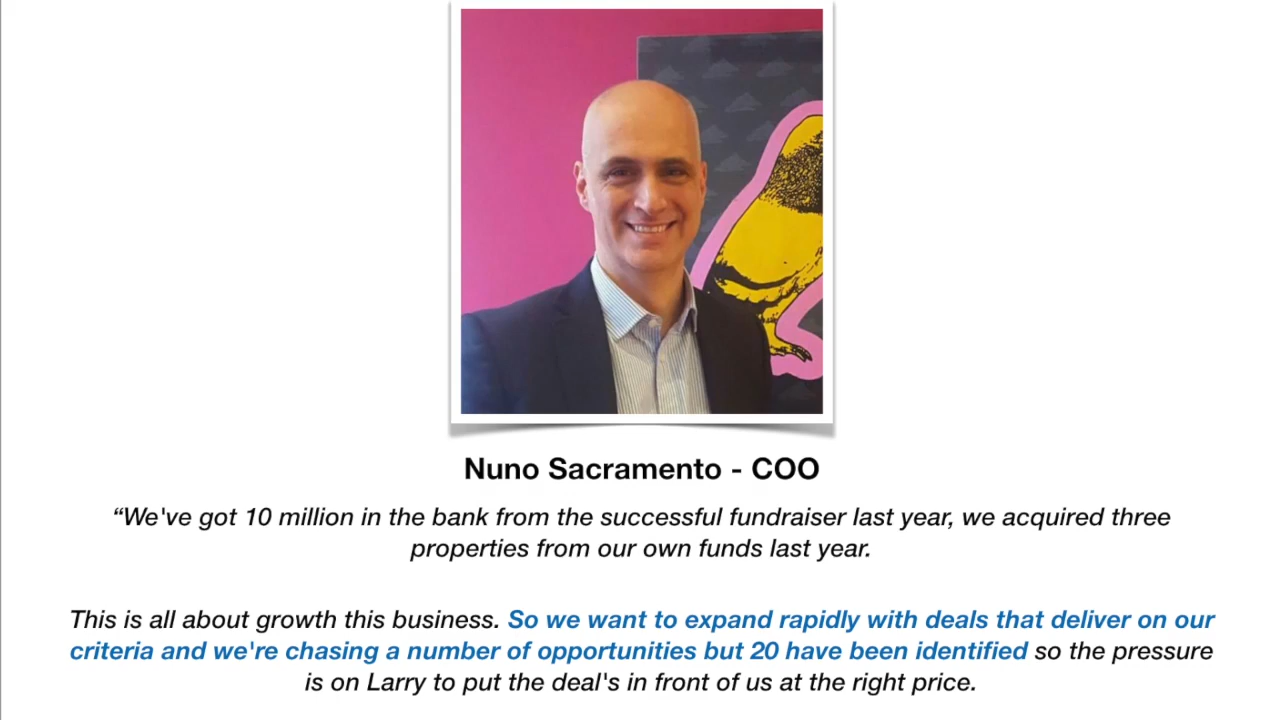 Nuno Sacramento - COO
“We've got 10 million in the bank from the successful fundraiser last year, we acquired three
properties from our own funds last year.
This is all about growth this business. So we want to expand rapidly with deals that deliver on our
criteria and we're chasing a number of opportunities but 20 have been identified so the pressure
is on Larry to put the deal's in front of us at the right price.